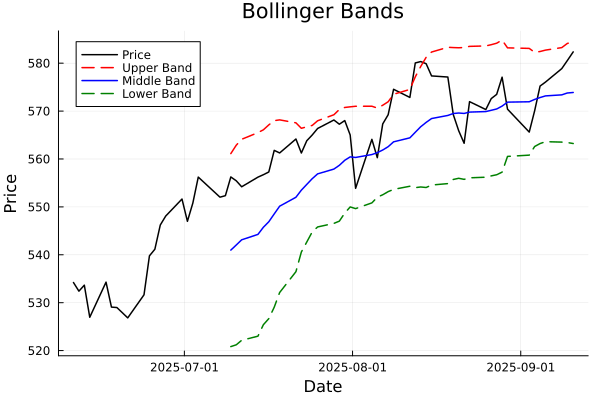 Bollinger Bands
Price
Upper Band
Middle Band
Lower Band
580
570
560
550
540
530
520
Price
2025-07-01
2025-08-01
2025-09-01
Date